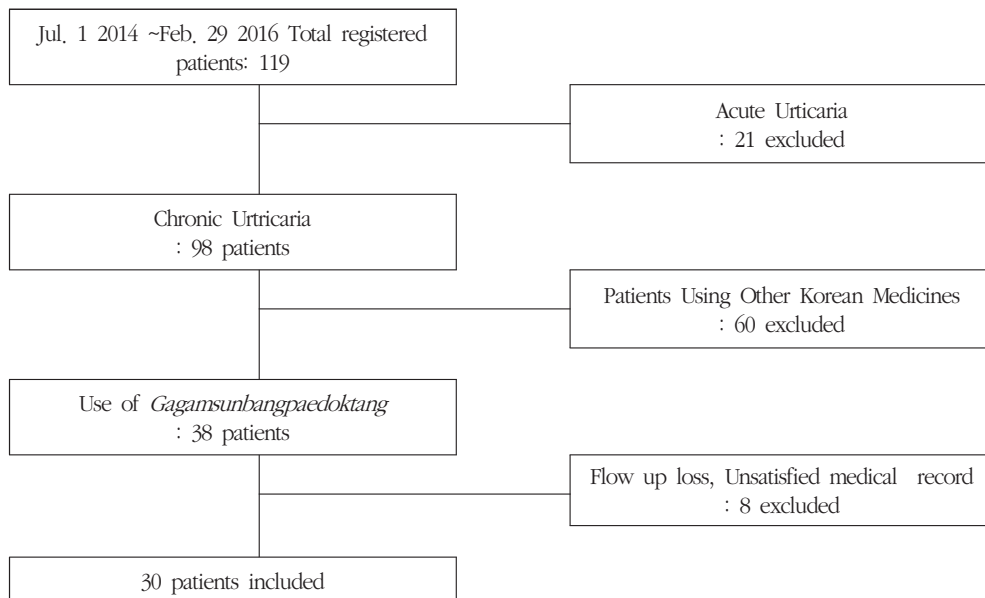 Jul. 1 2014 ~Feb. 29 2016 Total registered
patients: 119
Acute Urticaria
: 21 excluded
Chronic Urtricaria
: 98 patients
Patients Using Other Korean Medicines
: 60 excluded
Use of Gagamsunbangpaedoktang
: 38 patients
Flow up loss, Unsatisfied medical record
: 8 excluded
30 patients included